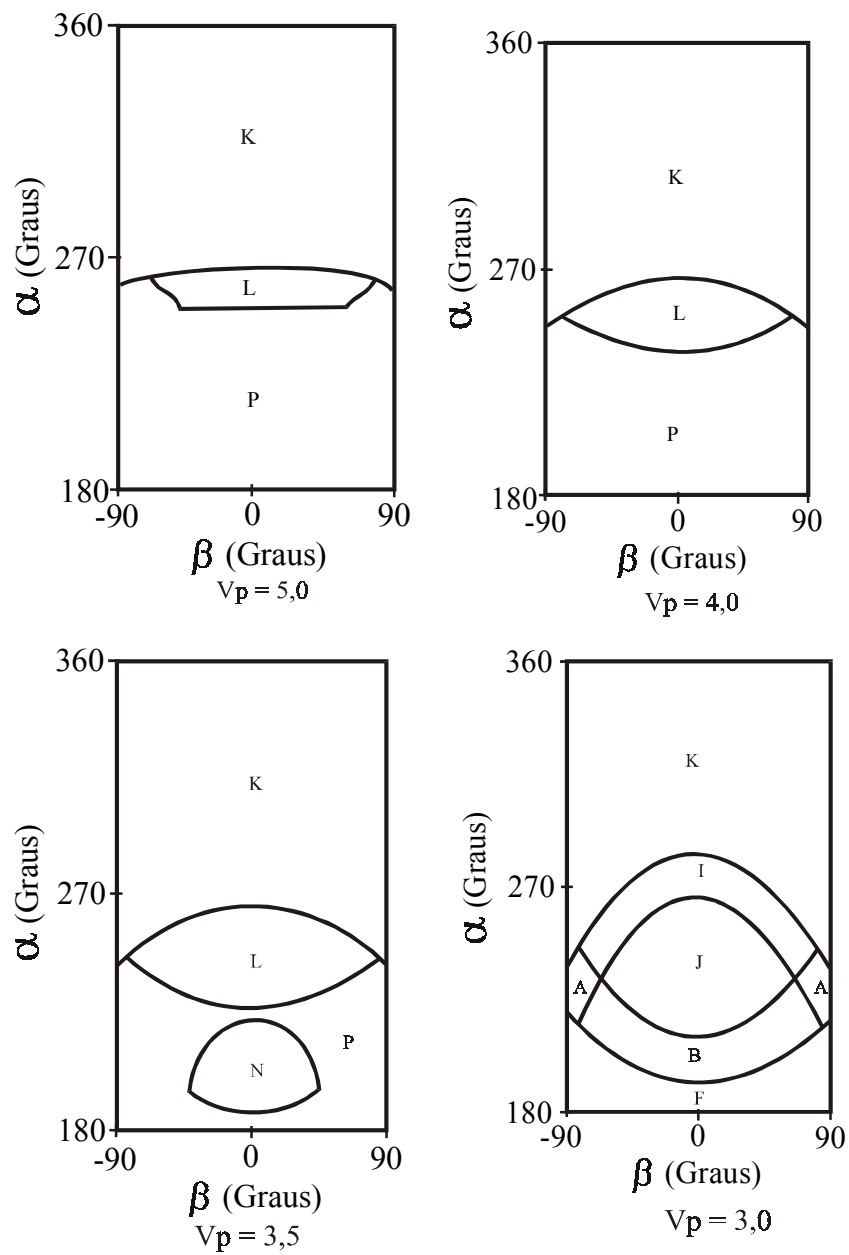 360
K
α (Graus)
270
L
P
180
-90 0 90
β (Graus)
Vp = 5,0
360
K
α (Graus)
270
L
P
180
-90 0 90
β (Graus)
Vp = 4,0
360
K
α (Graus)
270
L
P
N
180
-90 0 90
β (Graus)
Vp = 3,5
360
K
I
α (Graus)
270
J
A A
B
F
180
-90 0 90
β (Graus)
Vp = 3,0